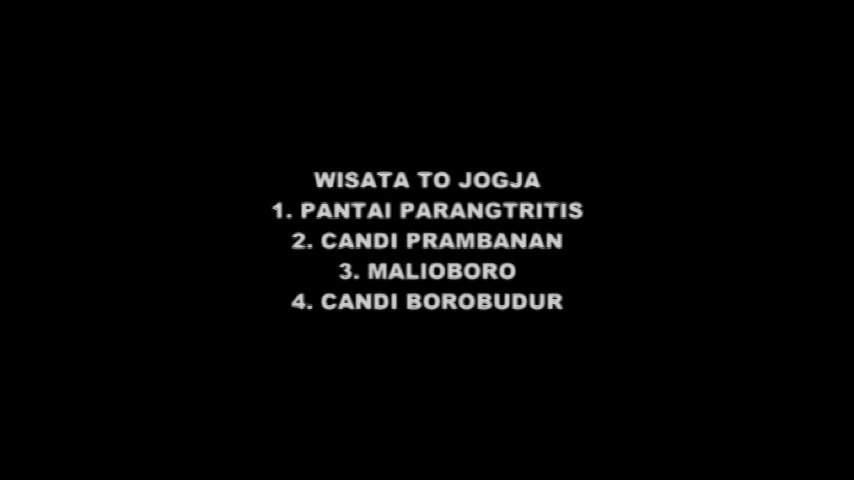 WISATA TO JOGJA
1. PANTAI PARANGTRITIS
2. CANDI PRAMBANAN
3. MALIOBORO
4. CANDI BOROBUDUR